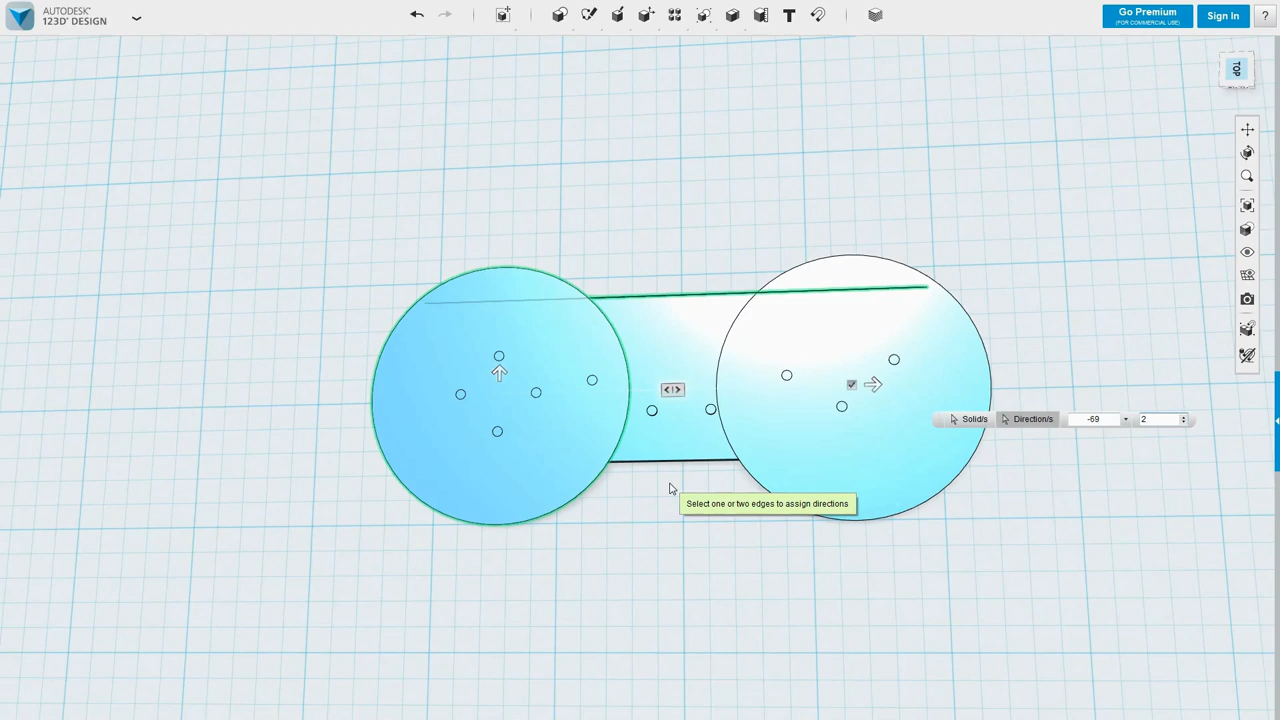 AUTODESK®
123D® DESIGN
Go Premium
(FOR COMMERCIAL USE)
Sign In
?
TOP
Solid/s
Direction/s
-69
2
Select one or two edges to assign directions